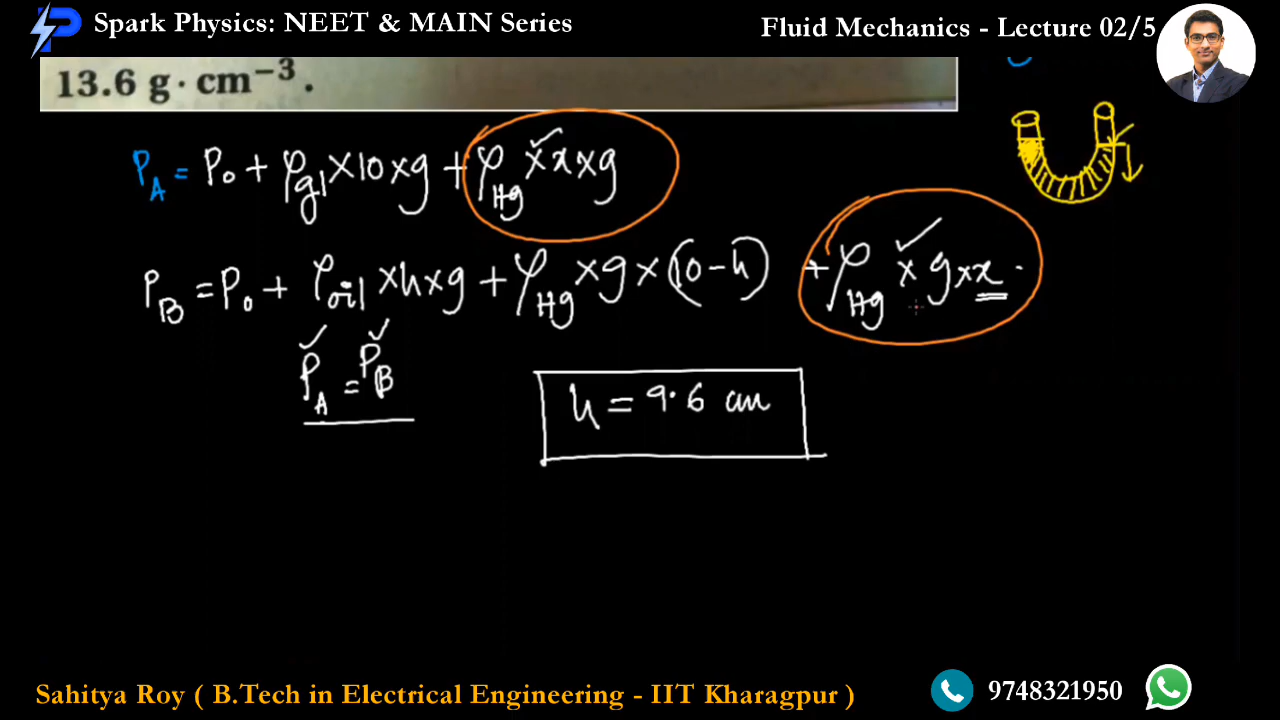 Spark Physics: NEET & MAIN Series
Fluid Mechanics - Lecture 02/5
13.6 g · cm⁻³.
P_A = P₀ + ρ_gl × 10 × g + ρ_Hg × x × g
P_B = P₀ + ρ_oil × h × g + ρ_Hg × g × (10 - h) + ρ_Hg × g × x .
P_A = P_B
h = 9.6 cm
Sahitya Roy ( B.Tech in Electrical Engineering - IIT Kharagpur )
9748321950